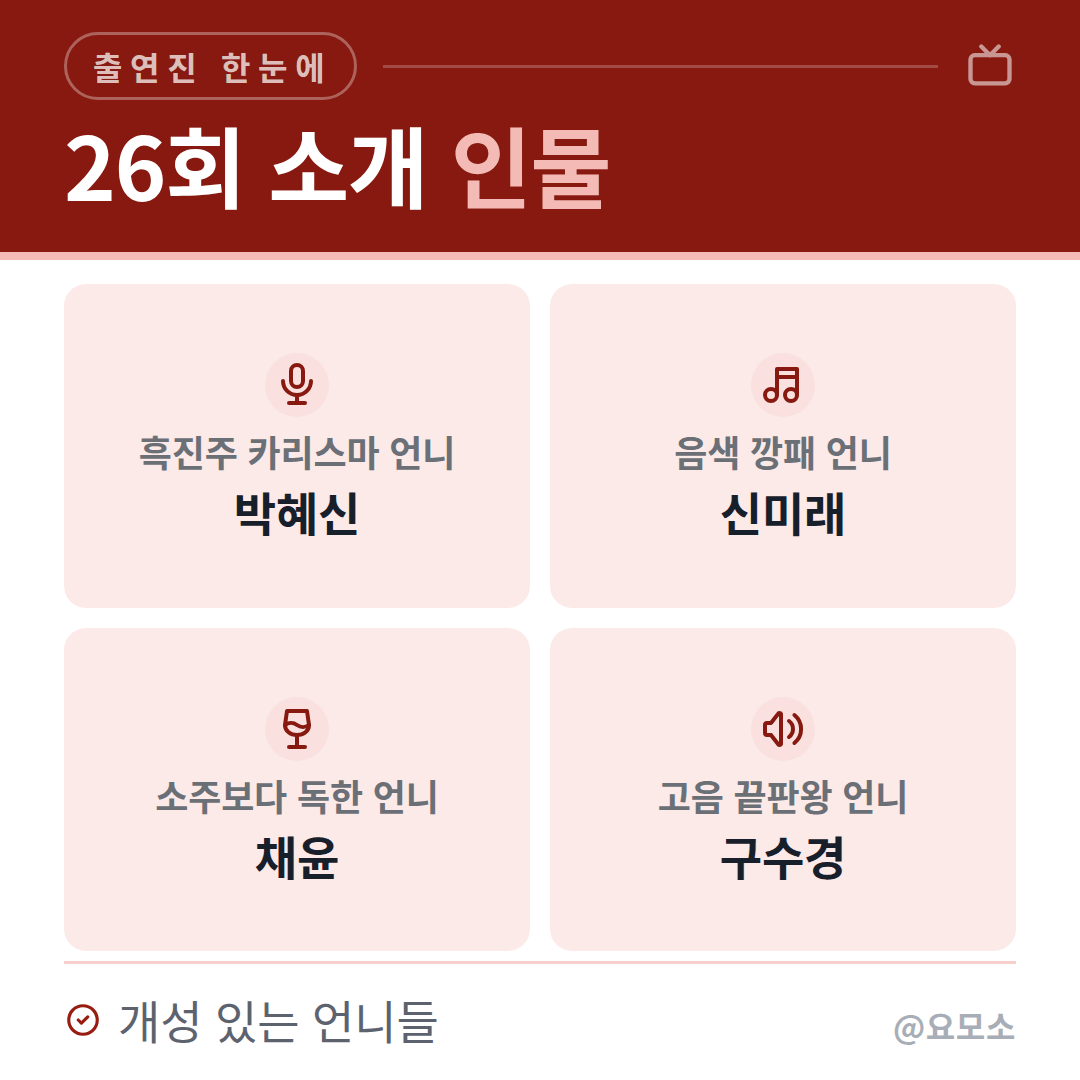 출연진 한눈에
26회 소개 인물
흑진주 카리스마 언니
박혜신
음색 깡패 언니
신미래
소주보다 독한 언니
채윤
고음 끝판왕 언니
구수경
개성 있는 언니들
@요모소